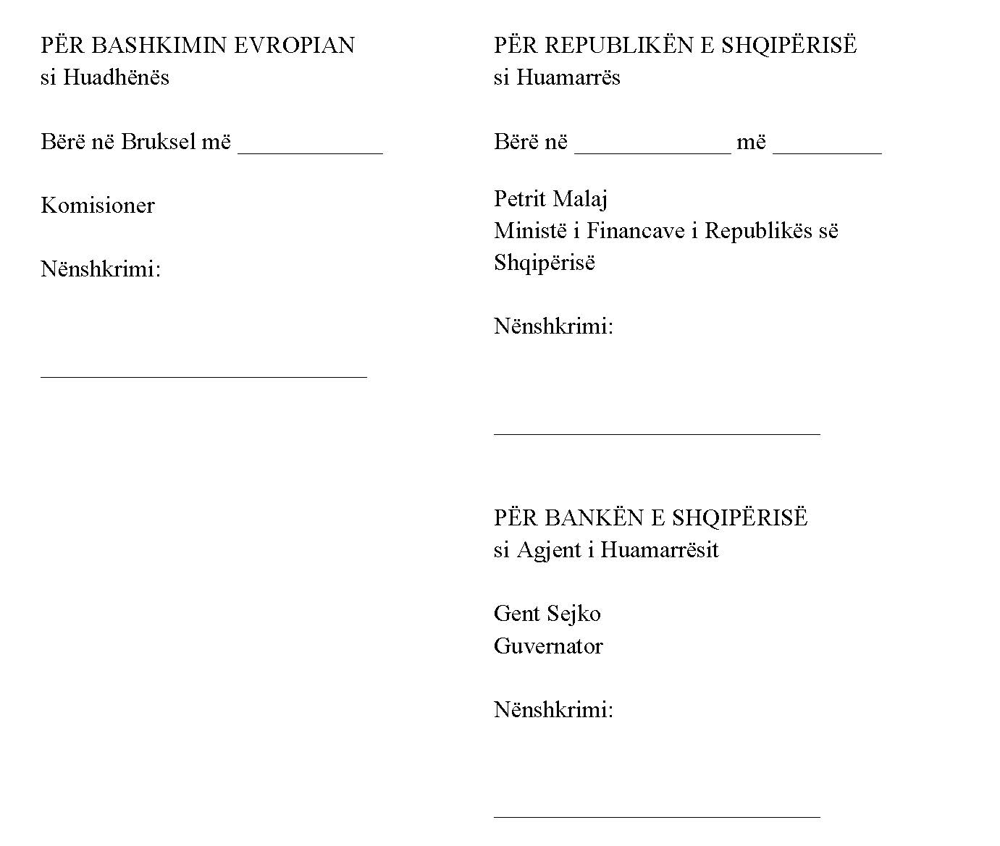 PËR BASHKIMIN EVROPIAN
si Huadhënës
Bërë në Bruksel më ____________
Komisioner
Nënshkrimi:
___________________________
PËR REPUBLIKËN E SHQIPËRISË
si Huamarrës
Bërë në _____________ më _________
Petrit Malaj
Ministë i Financave i Republikës së
Shqipërisë
Nënshkrimi:
___________________________
PËR BANKËN E SHQIPËRISË
si Agjent i Huamarrësit
Gent Sejko
Guvernator
Nënshkrimi:
___________________________